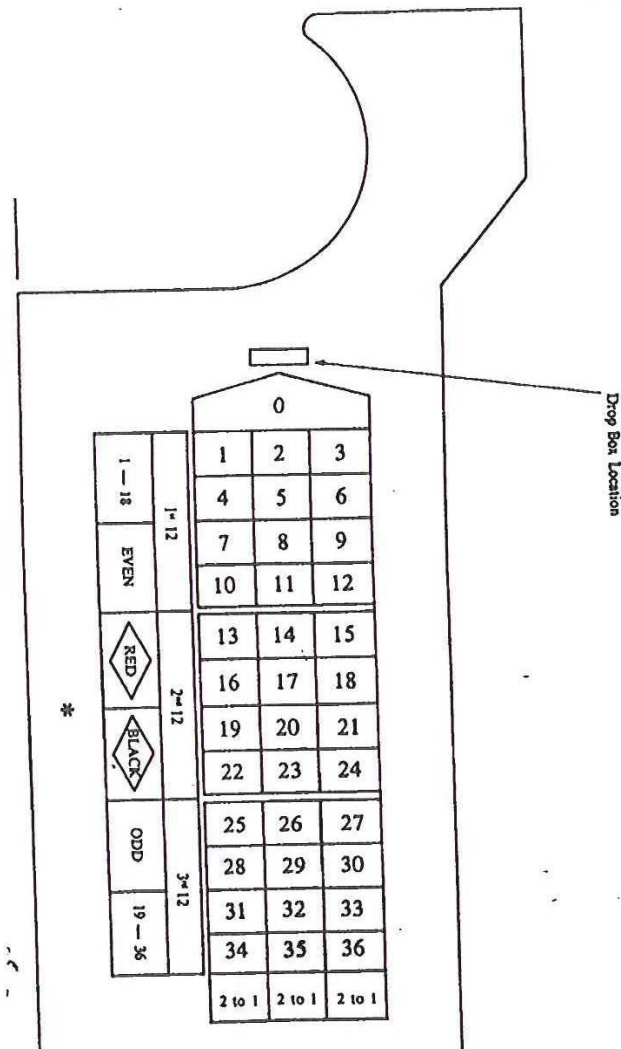 Drop Box Location
0
1 2 3
4 5 6
7 8 9
10 11 12
13 14 15
16 17 18
19 20 21
22 23 24
25 26 27
28 29 30
31 32 33
34 35 36
2 to 1 2 to 1 2 to 1
1st 12
2nd 12
3rd 12
1 — 18
EVEN
RED
BLACK
ODD
19 — 36
*